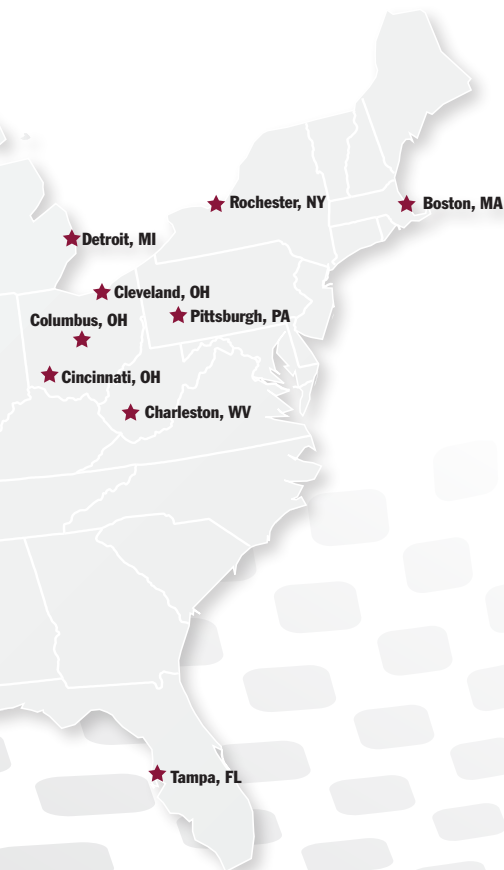 Rochester, NY
Boston, MA
Detroit, MI
Cleveland, OH
Columbus, OH
Pittsburgh, PA
Cincinnati, OH
Charleston, WV
Tampa, FL